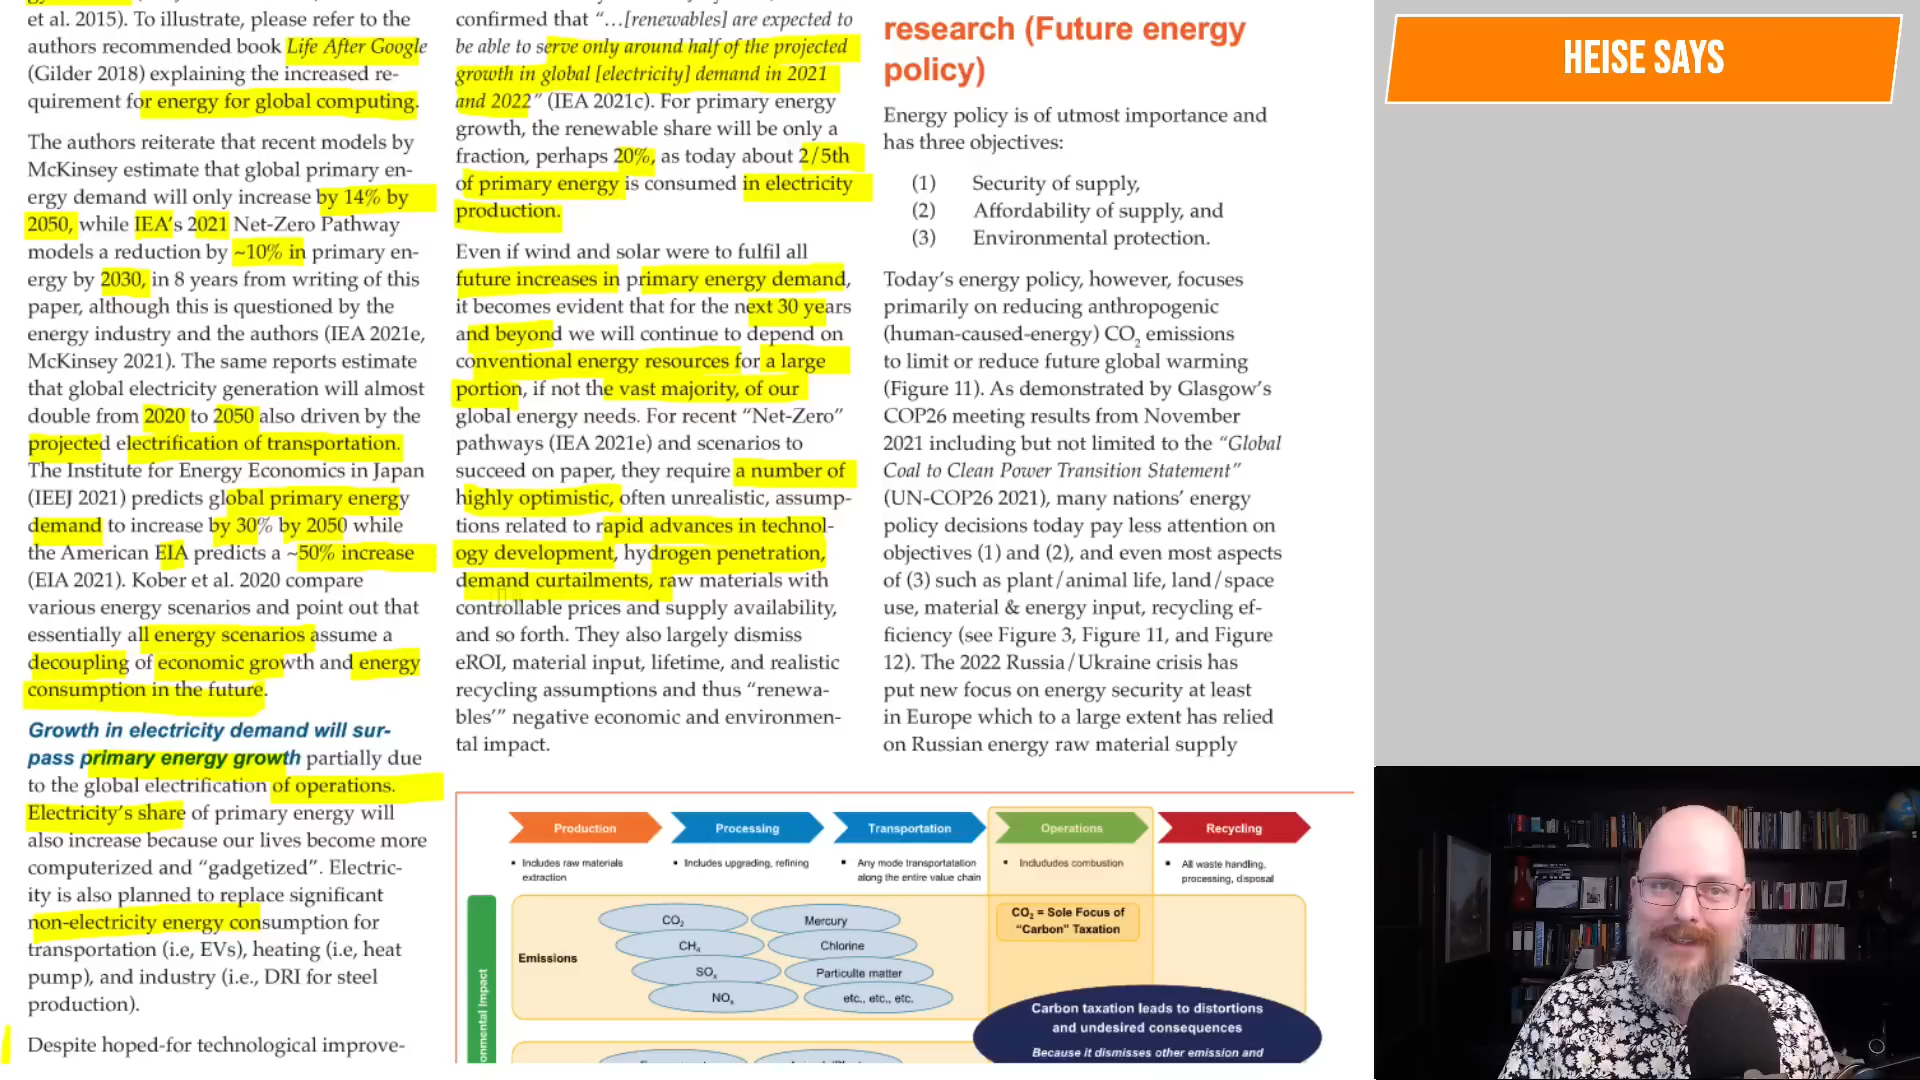 et al. 2015). To illustrate, please refer to the
authors recommended book Life After Google
(Gilder 2018) explaining the increased re-
quirement for energy for global computing.
The authors reiterate that recent models by
McKinsey estimate that global primary en-
ergy demand will only increase by 14% by
2050, while IEA's 2021 Net-Zero Pathway
models a reduction by ~10% in primary en-
ergy by 2030, in 8 years from writing of this
paper, although this is questioned by the
energy industry and the authors (IEA 2021e,
McKinsey 2021). The same reports estimate
that global electricity generation will almost
double from 2020 to 2050 also driven by the
projected electrification of transportation.
The Institute for Energy Economics in Japan
(IEEJ 2021) predicts global primary energy
demand to increase by 30% by 2050 while
the American EIA predicts a ~50% increase
(EIA 2021). Kober et al. 2020 compare
various energy scenarios and point out that
essentially all energy scenarios assume a
decoupling of economic growth and energy
consumption in the future.
Growth in electricity demand will sur-
pass primary energy growth partially due
to the global electrification of operations.
Electricity's share of primary energy will
also increase because our lives become more
computerized and “gadgetized”. Electric-
ity is also planned to replace significant
non-electricity energy consumption for
transportation (i.e, EVs), heating (i.e, heat
pump), and industry (i.e., DRI for steel
production).
Despite hoped-for technological improve-
confirmed that “…[renewables] are expected to
be able to serve only around half of the projected
growth in global [electricity] demand in 2021
and 2022” (IEA 2021c). For primary energy
growth, the renewable share will be only a
fraction, perhaps 20%, as today about 2/5th
of primary energy is consumed in electricity
production.
Even if wind and solar were to fulfil all
future increases in primary energy demand,
it becomes evident that for the next 30 years
and beyond we will continue to depend on
conventional energy resources for a large
portion, if not the vast majority, of our
global energy needs. For recent “Net-Zero”
pathways (IEA 2021e) and scenarios to
succeed on paper, they require a number of
highly optimistic, often unrealistic, assump-
tions related to rapid advances in technol-
ogy development, hydrogen penetration,
demand curtailments, raw materials with
controllable prices and supply availability,
and so forth. They also largely dismiss
eROI, material input, lifetime, and realistic
recycling assumptions and thus “renewa-
bles'” negative economic and environmen-
tal impact.
research (Future energy
policy)
Energy policy is of utmost importance and
has three objectives:
(1) Security of supply,
(2) Affordability of supply, and
(3) Environmental protection.
Today's energy policy, however, focuses
primarily on reducing anthropogenic
(human-caused-energy) CO₂ emissions
to limit or reduce future global warming
(Figure 11). As demonstrated by Glasgow's
COP26 meeting results from November
2021 including but not limited to the “Global
Coal to Clean Power Transition Statement”
(UN-COP26 2021), many nations' energy
policy decisions today pay less attention on
objectives (1) and (2), and even most aspects
of (3) such as plant/animal life, land/space
use, material & energy input, recycling ef-
ficiency (see Figure 3, Figure 11, and Figure
12). The 2022 Russia/Ukraine crisis has
put new focus on energy security at least
in Europe which to a large extent has relied
on Russian energy raw material supply
Production
Processing
Transportation
Operations
Recycling
▪ Includes raw materials
extraction
▪ Includes upgrading, refining
▪ Any mode transportatation
along the entire value chain
▪ Includudes combustion
▪ All waste handling,
processing, disposal
onmental Impact
Emissions
CO₂
CH₄
SOₓ
NOₓ
Mercury
Chlorine
Particulte matter
etc., etc., etc.
CO₂ = Sole Focus of
“Carbon” Taxation
Carbon taxation leads to distortions
and undesired consequences
Because it dismisses other emission and
HEISE SAYS